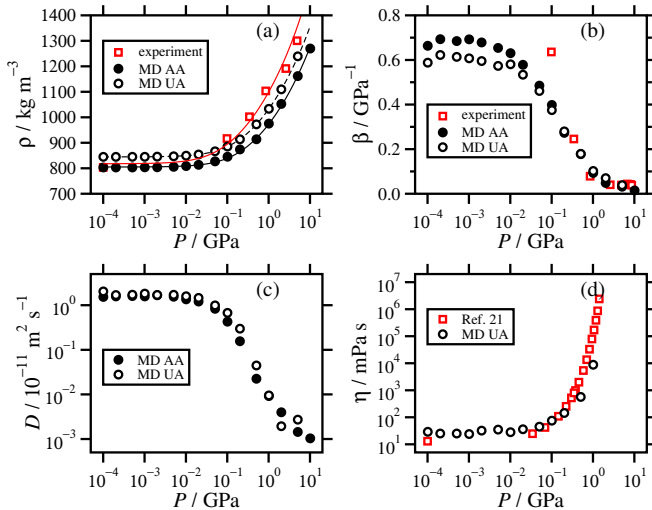 1400
1300
1200
1100
1000
900
800
700
ρ / kg m⁻³
(a)
experiment
MD AA
MD UA
10⁻⁴ 10⁻³ 10⁻² 10⁻¹ 10⁰ 10¹
P / GPa
0.8
0.6
0.4
0.2
0.0
β / GPa⁻¹
(b)
experiment
MD AA
MD UA
10⁻⁴ 10⁻³ 10⁻² 10⁻¹ 10⁰ 10¹
P / GPa
10⁰
10⁻¹
10⁻²
10⁻³
D / 10⁻¹¹ m² s⁻¹
(c)
MD AA
MD UA
10⁻⁴ 10⁻³ 10⁻² 10⁻¹ 10⁰ 10¹
P / GPa
10⁷
10⁶
10⁵
10⁴
10³
10²
10¹
η / mPa s
(d)
Ref. 21
MD UA
10⁻⁴ 10⁻³ 10⁻² 10⁻¹ 10⁰ 10¹
P / GPa